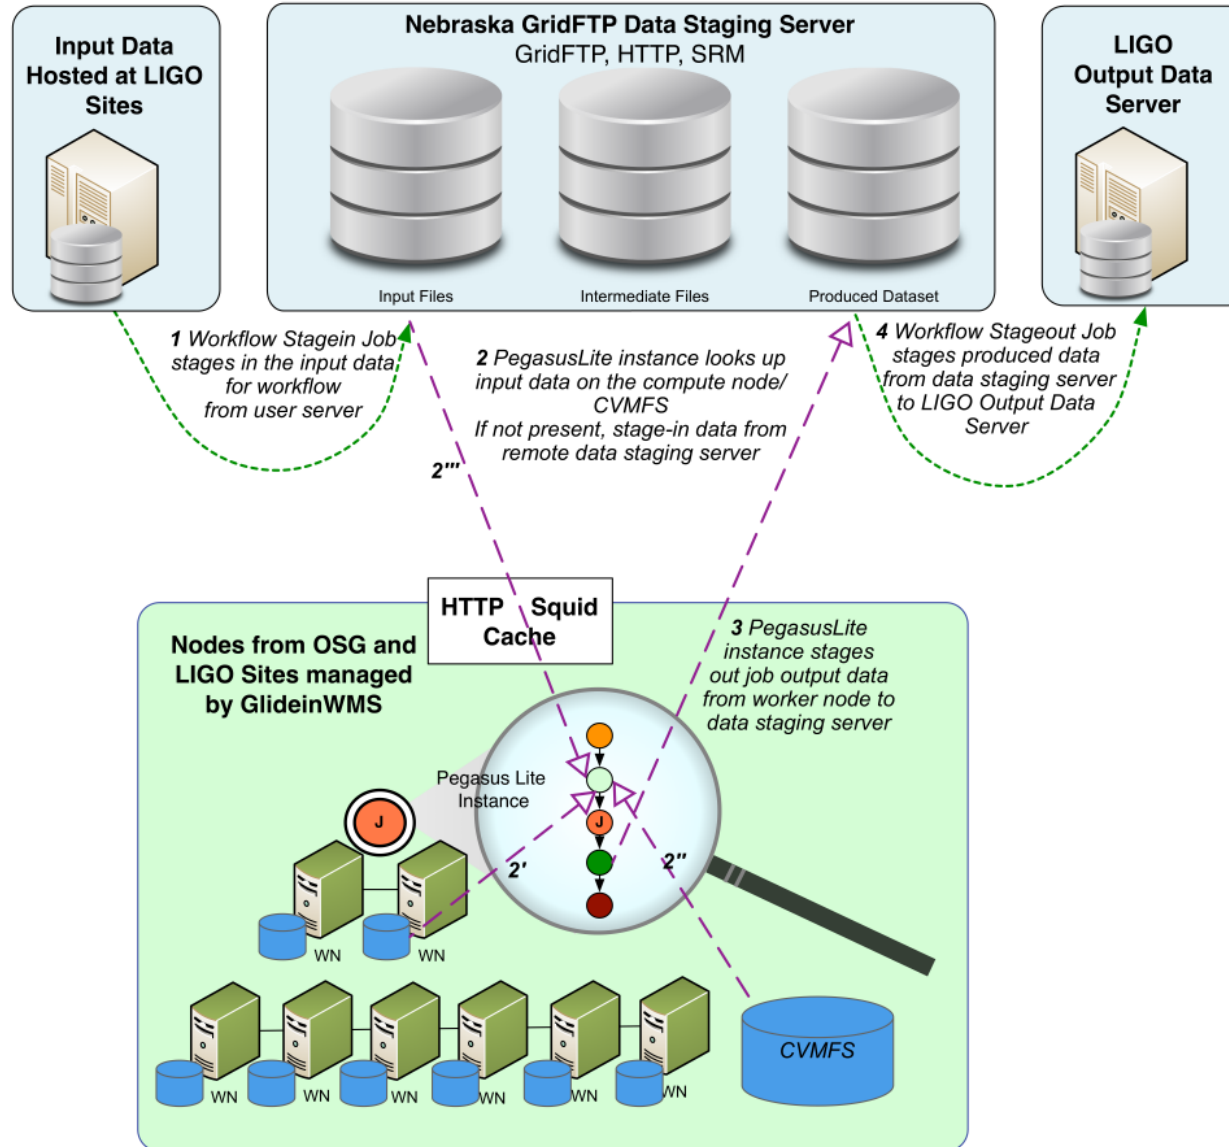 Input Data
Hosted at LIGO
Sites
Nebraska GridFTP Data Staging Server
GridFTP, HTTP, SRM
LIGO
Output Data
Server
Input Files
Intermediate Files
Produced Dataset
1 Workflow Stagein Job
stages in the input data
for workflow
from user server
2 PegasusLite instance looks up
input data on the compute node/
CVMFS
If not present, stage-in data from
remote data staging server
4 Workflow Stageout Job
stages produced data
from data staging server
to LIGO Output Data
Server
2'''
HTTP Squid
Cache
Nodes from OSG and
LIGO Sites managed
by GlideinWMS
3 PegasusLite
instance stages
out job output data
from worker node to
data staging server
Pegasus Lite
Instance
J
J
2'
2''
WN
WN
CVMFS
WN
WN
WN
WN
WN
WN